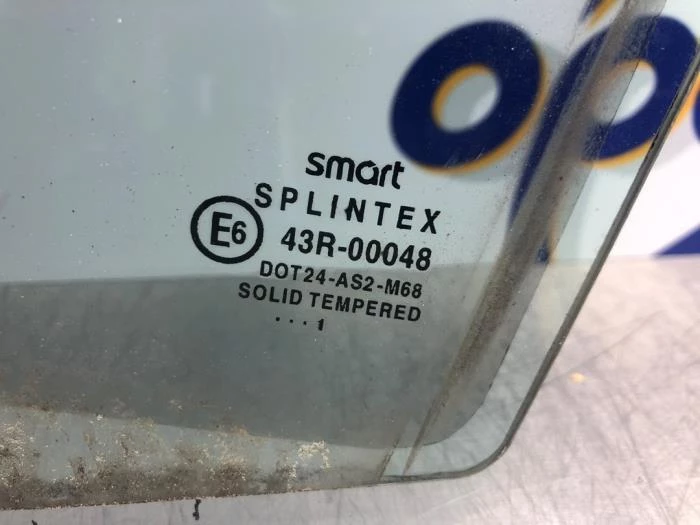 smart
SPLINTEX
E6
43R-00048
DOT24-AS2-M68
SOLID TEMPERED
...1